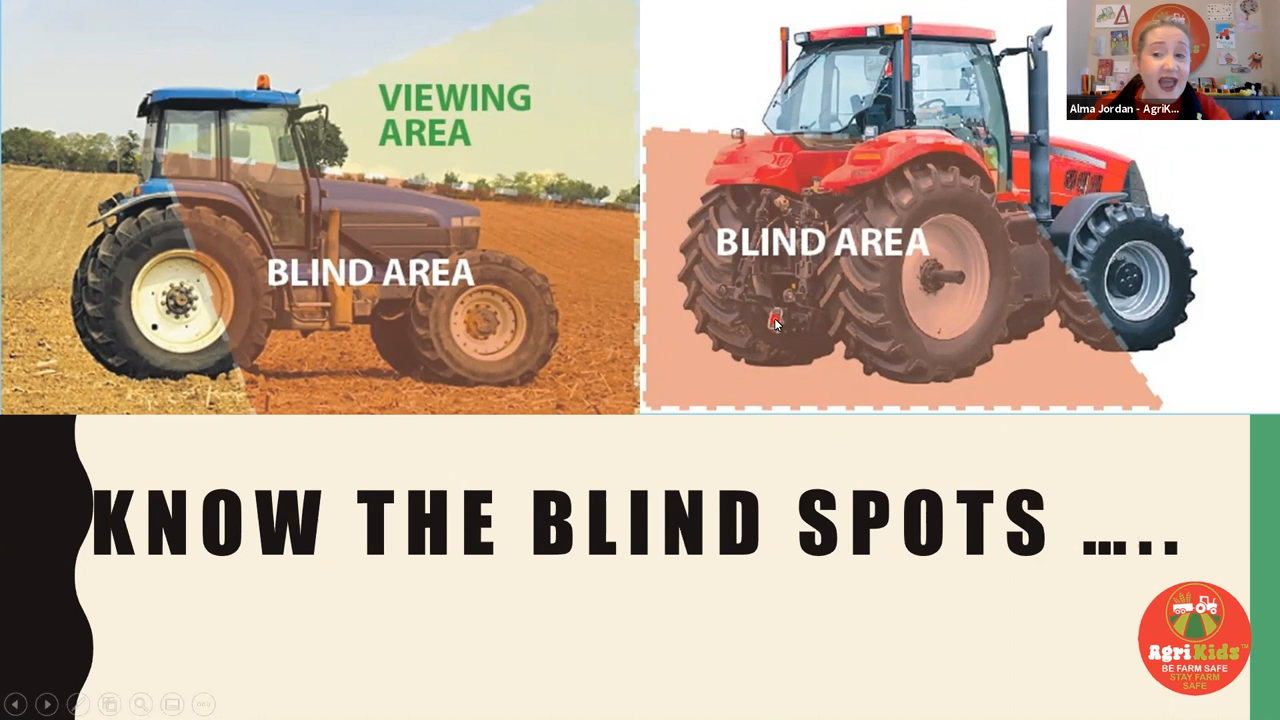 VIEWING
AREA
BLIND AREA
BLIND AREA
Alma Jordan - AgriK...
KNOW THE BLIND SPOTS …..
AgriKids™
BE FARM SAFE
STAY FARM
SAFE